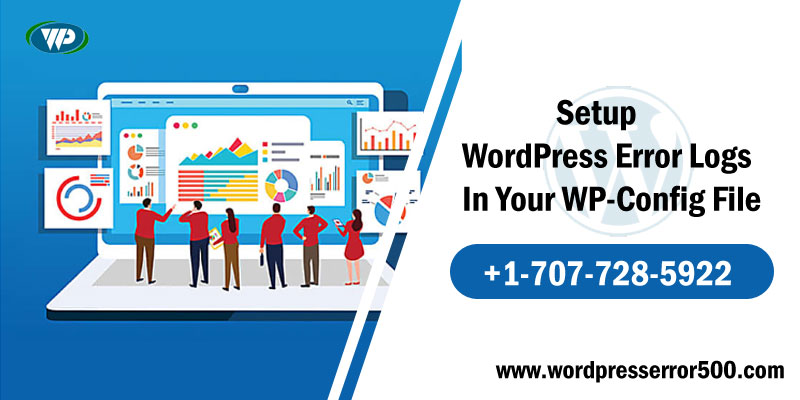 WP
Setup
WordPress Error Logs
In Your WP-Config File
+1-707-728-5922
www.wordpresserror500.com